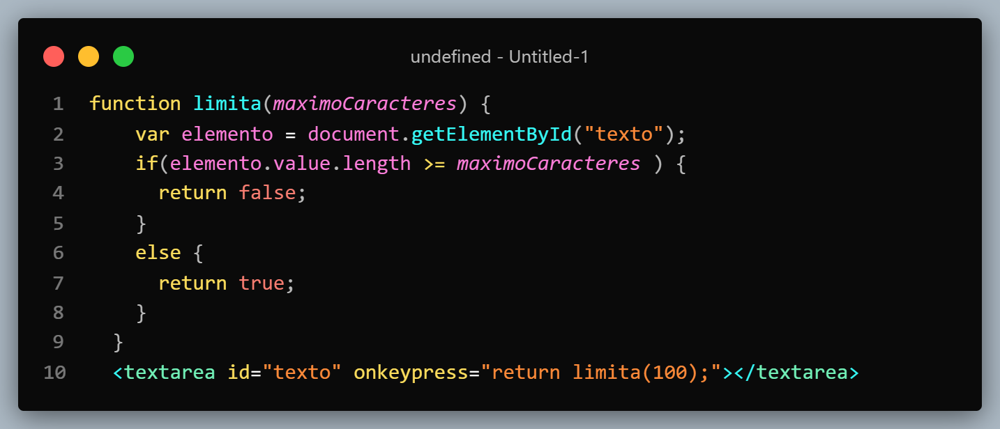 undefined - Untitled-1
1 function limita(maximoCaracteres) {
2     var elemento = document.getElementById("texto");
3     if(elemento.value.length >= maximoCaracteres ) {
4       return false;
5     }
6     else {
7       return true;
8     }
9   }
10   <textarea id="texto" onkeypress="return limita(100);"></textarea>